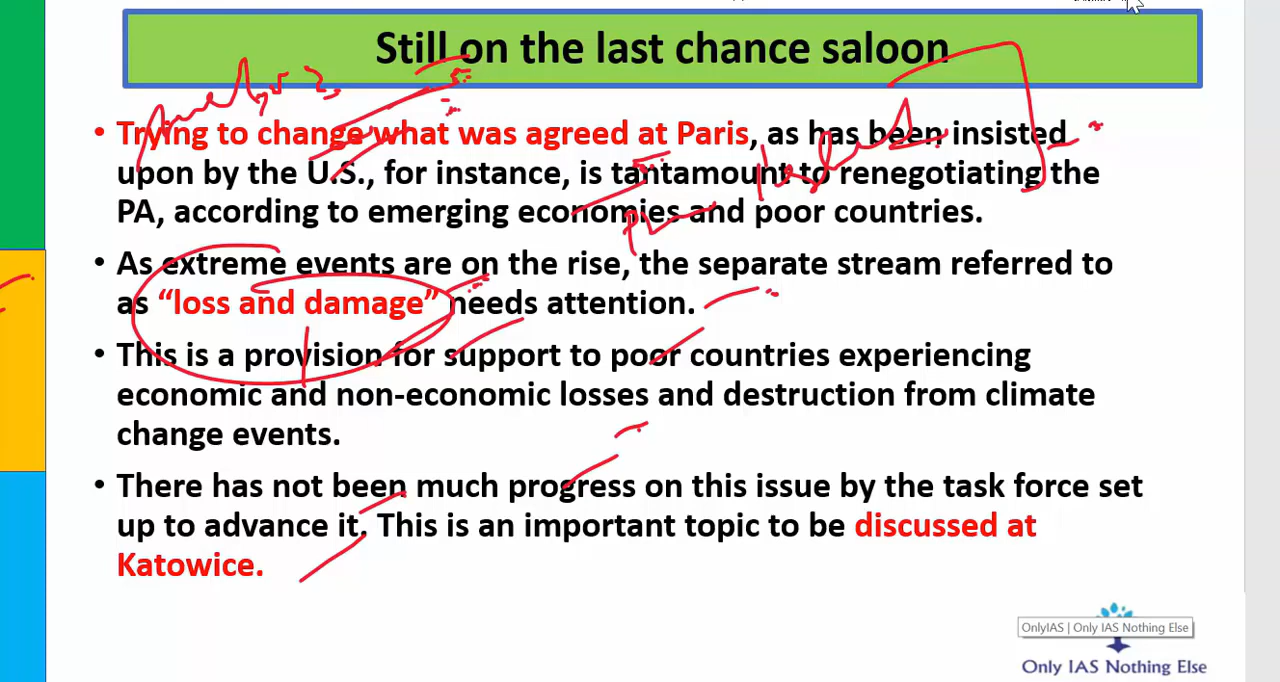 Still on the last chance saloon
• Trying to change what was agreed at Paris, as has been insisted
upon by the U.S., for instance, is tantamount to renegotiating the
PA, according to emerging economies and poor countries.
• As extreme events are on the rise, the separate stream referred to
as “loss and damage” needs attention.
• This is a provision for support to poor countries experiencing
economic and non-economic losses and destruction from climate
change events.
• There has not been much progress on this issue by the task force set
up to advance it. This is an important topic to be discussed at
Katowice.
OnlyIAS | Only IAS Nothing Else
Only IAS Nothing Else